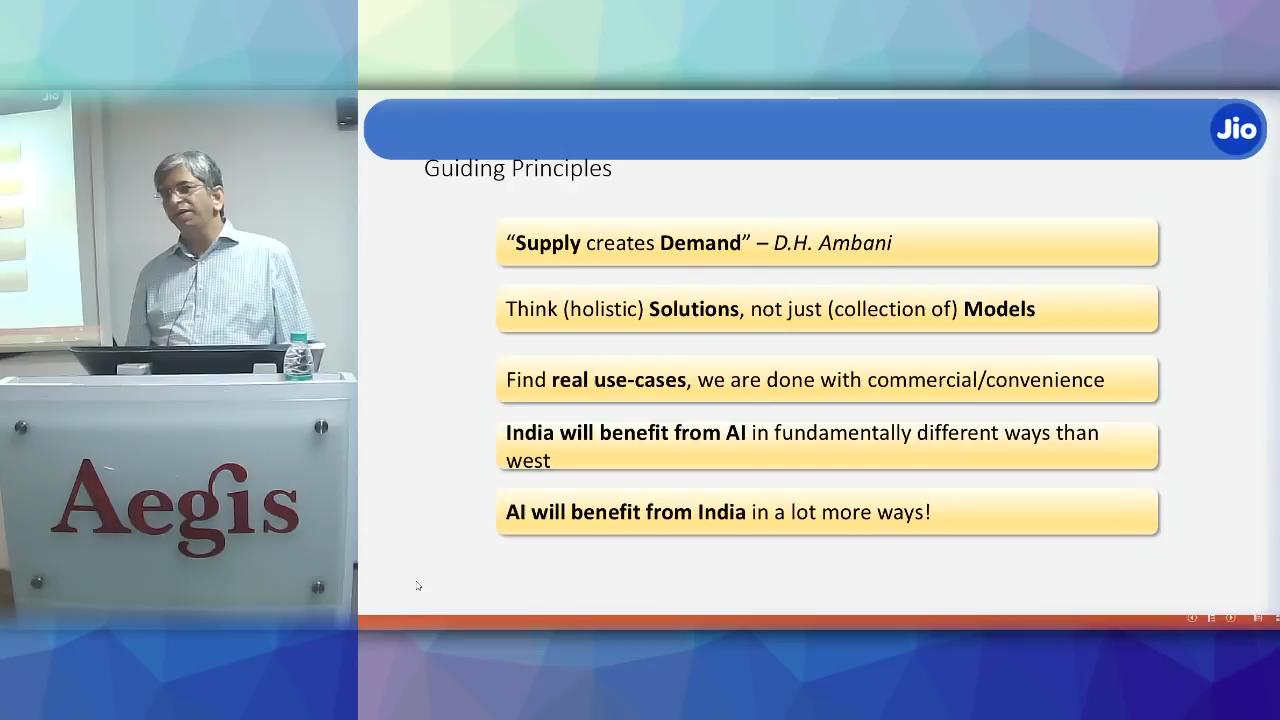 Jio
Guiding Principles
“Supply creates Demand” – D.H. Ambani
Think (holistic) Solutions, not just (collection of) Models
Find real use-cases, we are done with commercial/convenience
India will benefit from AI in fundamentally different ways than
west
AI will benefit from India in a lot more ways!
Jio
Aegis